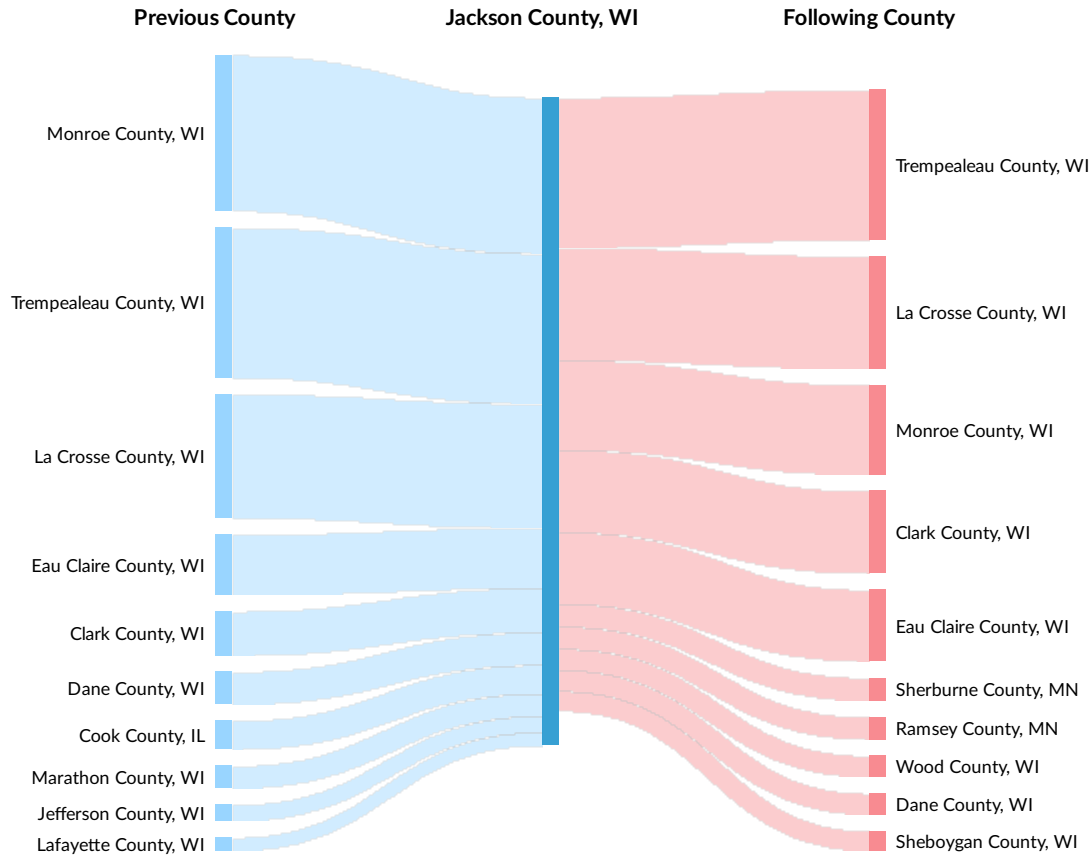 Previous County
Jackson County, WI
Following County
Monroe County, WI
Trempealeau County, WI
La Crosse County, WI
Eau Claire County, WI
Clark County, WI
Dane County, WI
Cook County, IL
Marathon County, WI
Jefferson County, WI
Lafayette County, WI
Trempealeau County, WI
La Crosse County, WI
Monroe County, WI
Clark County, WI
Eau Claire County, WI
Sherburne County, MN
Ramsey County, MN
Wood County, WI
Dane County, WI
Sheboygan County, WI